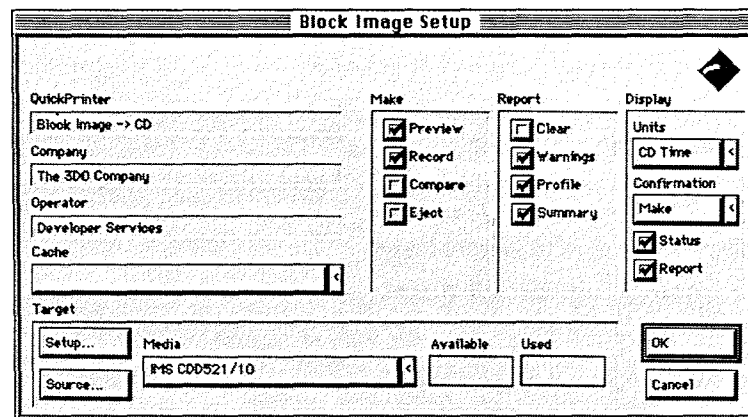 Block Image Setup
QuickPrinter
Block Image -> CD
Company
The 3DO Company
Operator
Developer Services
Cache
Make
Preview
Record
Compare
Eject
Report
Clear
Warnings
Profile
Summary
Display
Units
CD Time
Confirmation
Make
Status
Report
Target
Setup...
Source...
Media
IMS CDD521/10
Available
Used
OK
Cancel